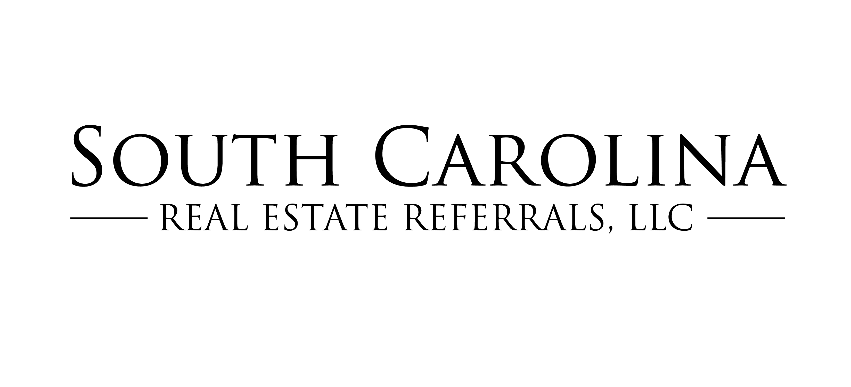 South Carolina
Real Estate Referrals, LLC